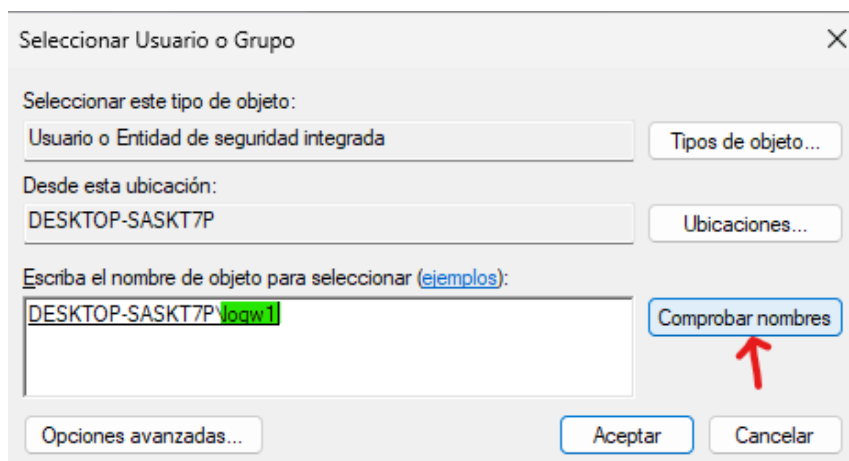 Seleccionar Usuario o Grupo
Seleccionar este tipo de objeto:
Usuario o Entidad de seguridad integrada
Tipos de objeto...
Desde esta ubicación:
DESKTOP-SASKT7P
Ubicaciones...
Escriba el nombre de objeto para seleccionar (ejemplos):
DESKTOP-SASKT7P\loqw1
Comprobar nombres
Opciones avanzadas...
Aceptar
Cancelar